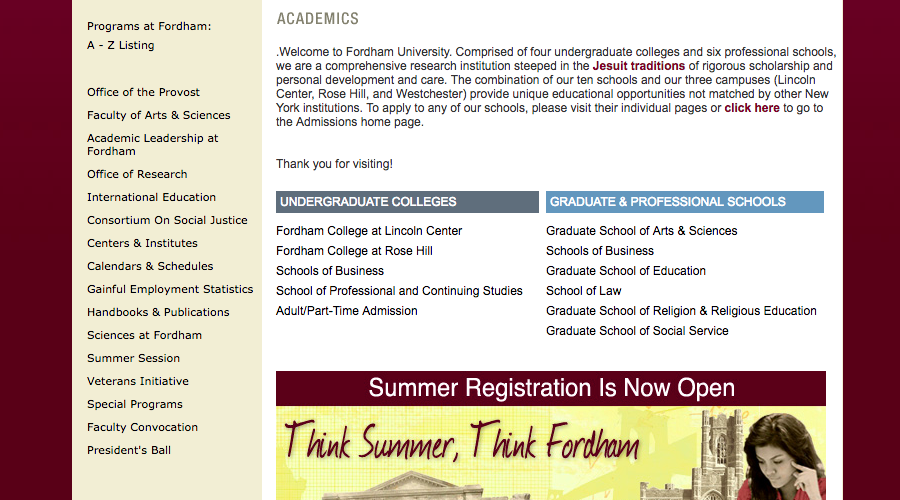 Programs at Fordham:
A - Z Listing
Office of the Provost
Faculty of Arts & Sciences
Academic Leadership at
Fordham
Office of Research
International Education
Consortium On Social Justice
Centers & Institutes
Calendars & Schedules
Gainful Employment Statistics
Handbooks & Publications
Sciences at Fordham
Summer Session
Veterans Initiative
Special Programs
Faculty Convocation
President's Ball
ACADEMICS
.Welcome to Fordham University. Comprised of four undergraduate colleges and six professional schools,
we are a comprehensive research institution steeped in the Jesuit traditions of rigorous scholarship and
personal development and care. The combination of our ten schools and our three campuses (Lincoln
Center, Rose Hill, and Westchester) provide unique educational opportunities not matched by other New
York institutions. To apply to any of our schools, please visit their individual pages or click here to go to
the Admissions home page.
Thank you for visiting!
UNDERGRADUATE COLLEGES
Fordham College at Lincoln Center
Fordham College at Rose Hill
Schools of Business
School of Professional and Continuing Studies
Adult/Part-Time Admission
GRADUATE & PROFESSIONAL SCHOOLS
Graduate School of Arts & Sciences
Schools of Business
Graduate School of Education
School of Law
Graduate School of Religion & Religious Education
Graduate School of Social Service
Summer Registration Is Now Open
Think Summer, Think Fordham